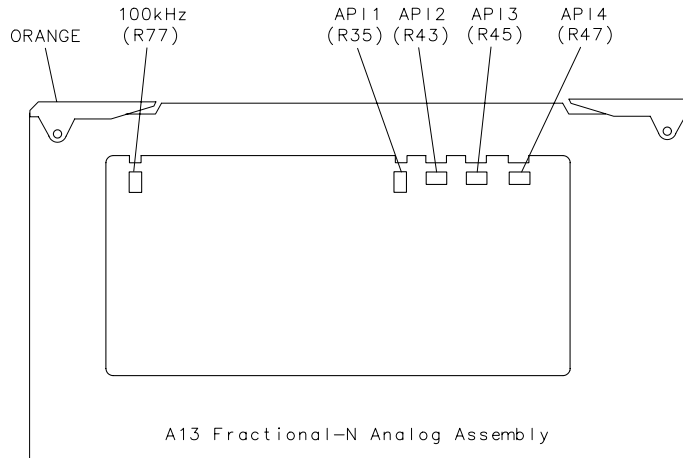 100kHz
(R77)
API1
(R35)
API2
(R43)
API3
(R45)
API4
(R47)
ORANGE
A13 Fractional-N Analog Assembly